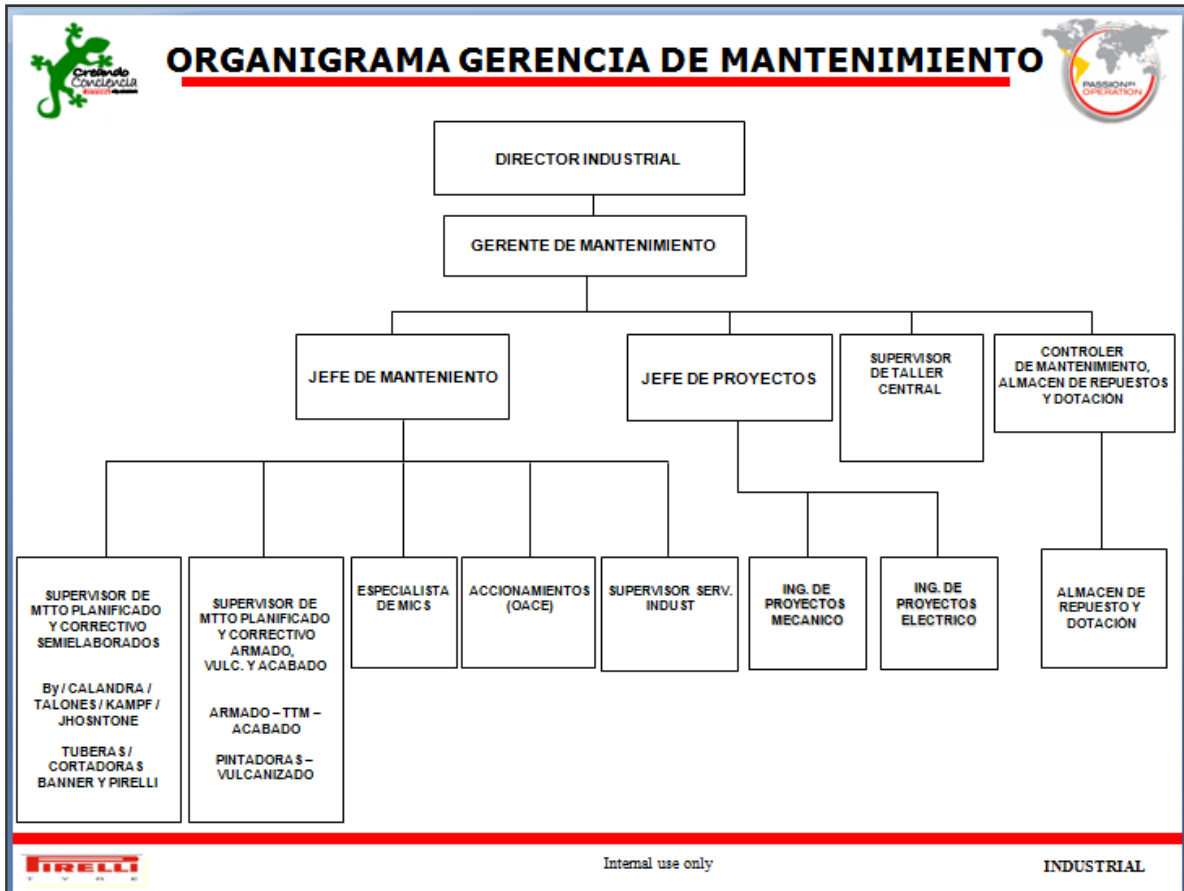 Creando
Conciencia
ORGANIGRAMA GERENCIA DE MANTENIMIENTO
PASSION IN
OPERATION
DIRECTOR INDUSTRIAL
GERENTE DE MANTENIMIENTO
JEFE DE MANTENIENTO
JEFE DE PROYECTOS
SUPERVISOR
DE TALLER
CENTRAL
CONTROLER
DE MANTENIMIENTO,
ALMACEN DE REPUESTOS
Y DOTACIÓN
SUPERVISOR DE
MTTO PLANIFICADO
Y CORRECTIVO
SEMIELABORADOS
By / CALANDRA /
TALONES / KAMPF /
JHOSNTONE
TUBERAS /
CORTADORAS
BANNER Y PIRELLI
SUPERVISOR DE
MTTO PLANIFICADO
Y CORRECTIVO
ARMADO,
VULC. Y ACABADO
ARMADO – TTM –
ACABADO
PINTADORAS –
VULCANIZADO
ESPECIALISTA
DE MICS
ACCIONAMIENTOS
(OACE)
SUPERVISOR SERV.
INDUST
ING. DE
PROYECTOS
MECANICO
ING. DE
PROYECTOS
ELECTRICO
ALMACEN DE
REPUESTO Y
DOTACIÓN
PIRELLI
TYRE
Internal use only
INDUSTRIAL